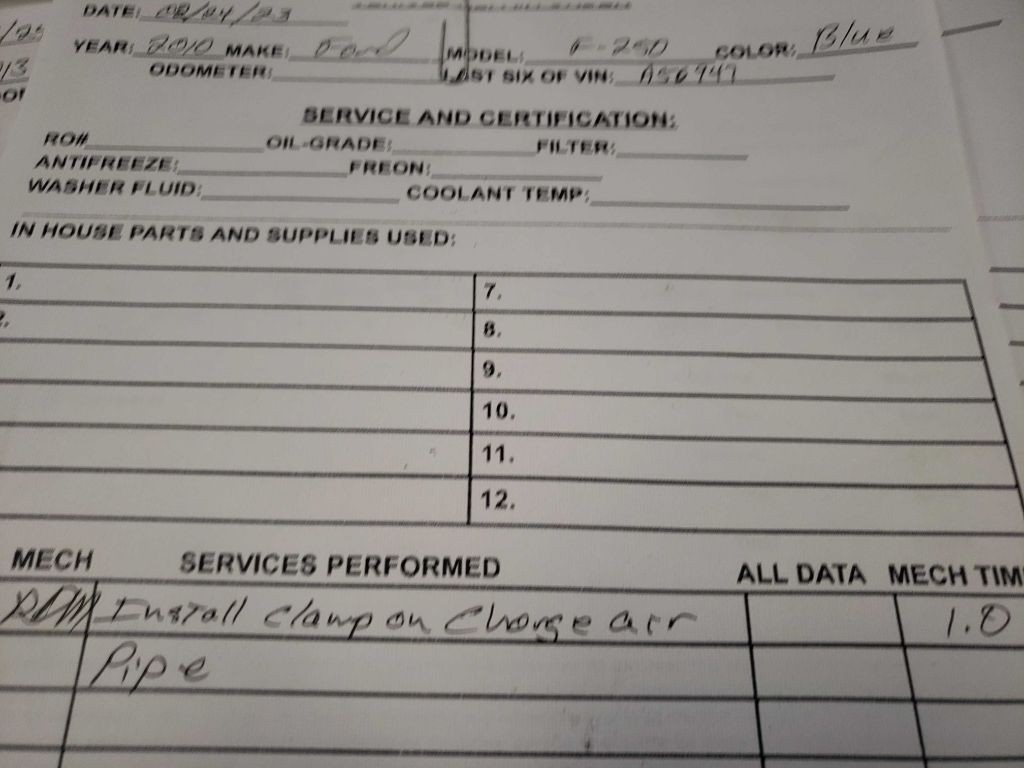 DATE: 02/24/23
YEAR: 2010 MAKE: Ford MODEL: F-250 COLOR: Blue
ODOMETER: LAST SIX OF VIN: A56947
SERVICE AND CERTIFICATION:
RO# OIL-GRADE: FILTER:
ANTIFREEZE: FREON:
WASHER FLUID: COOLANT TEMP:
IN HOUSE PARTS AND SUPPLIES USED:
1. 7.
2. 8.
9.
10.
11.
12.
MECH SERVICES PERFORMED ALL DATA MECH TIM
Install clamp on Charge air 1.0
Pipe